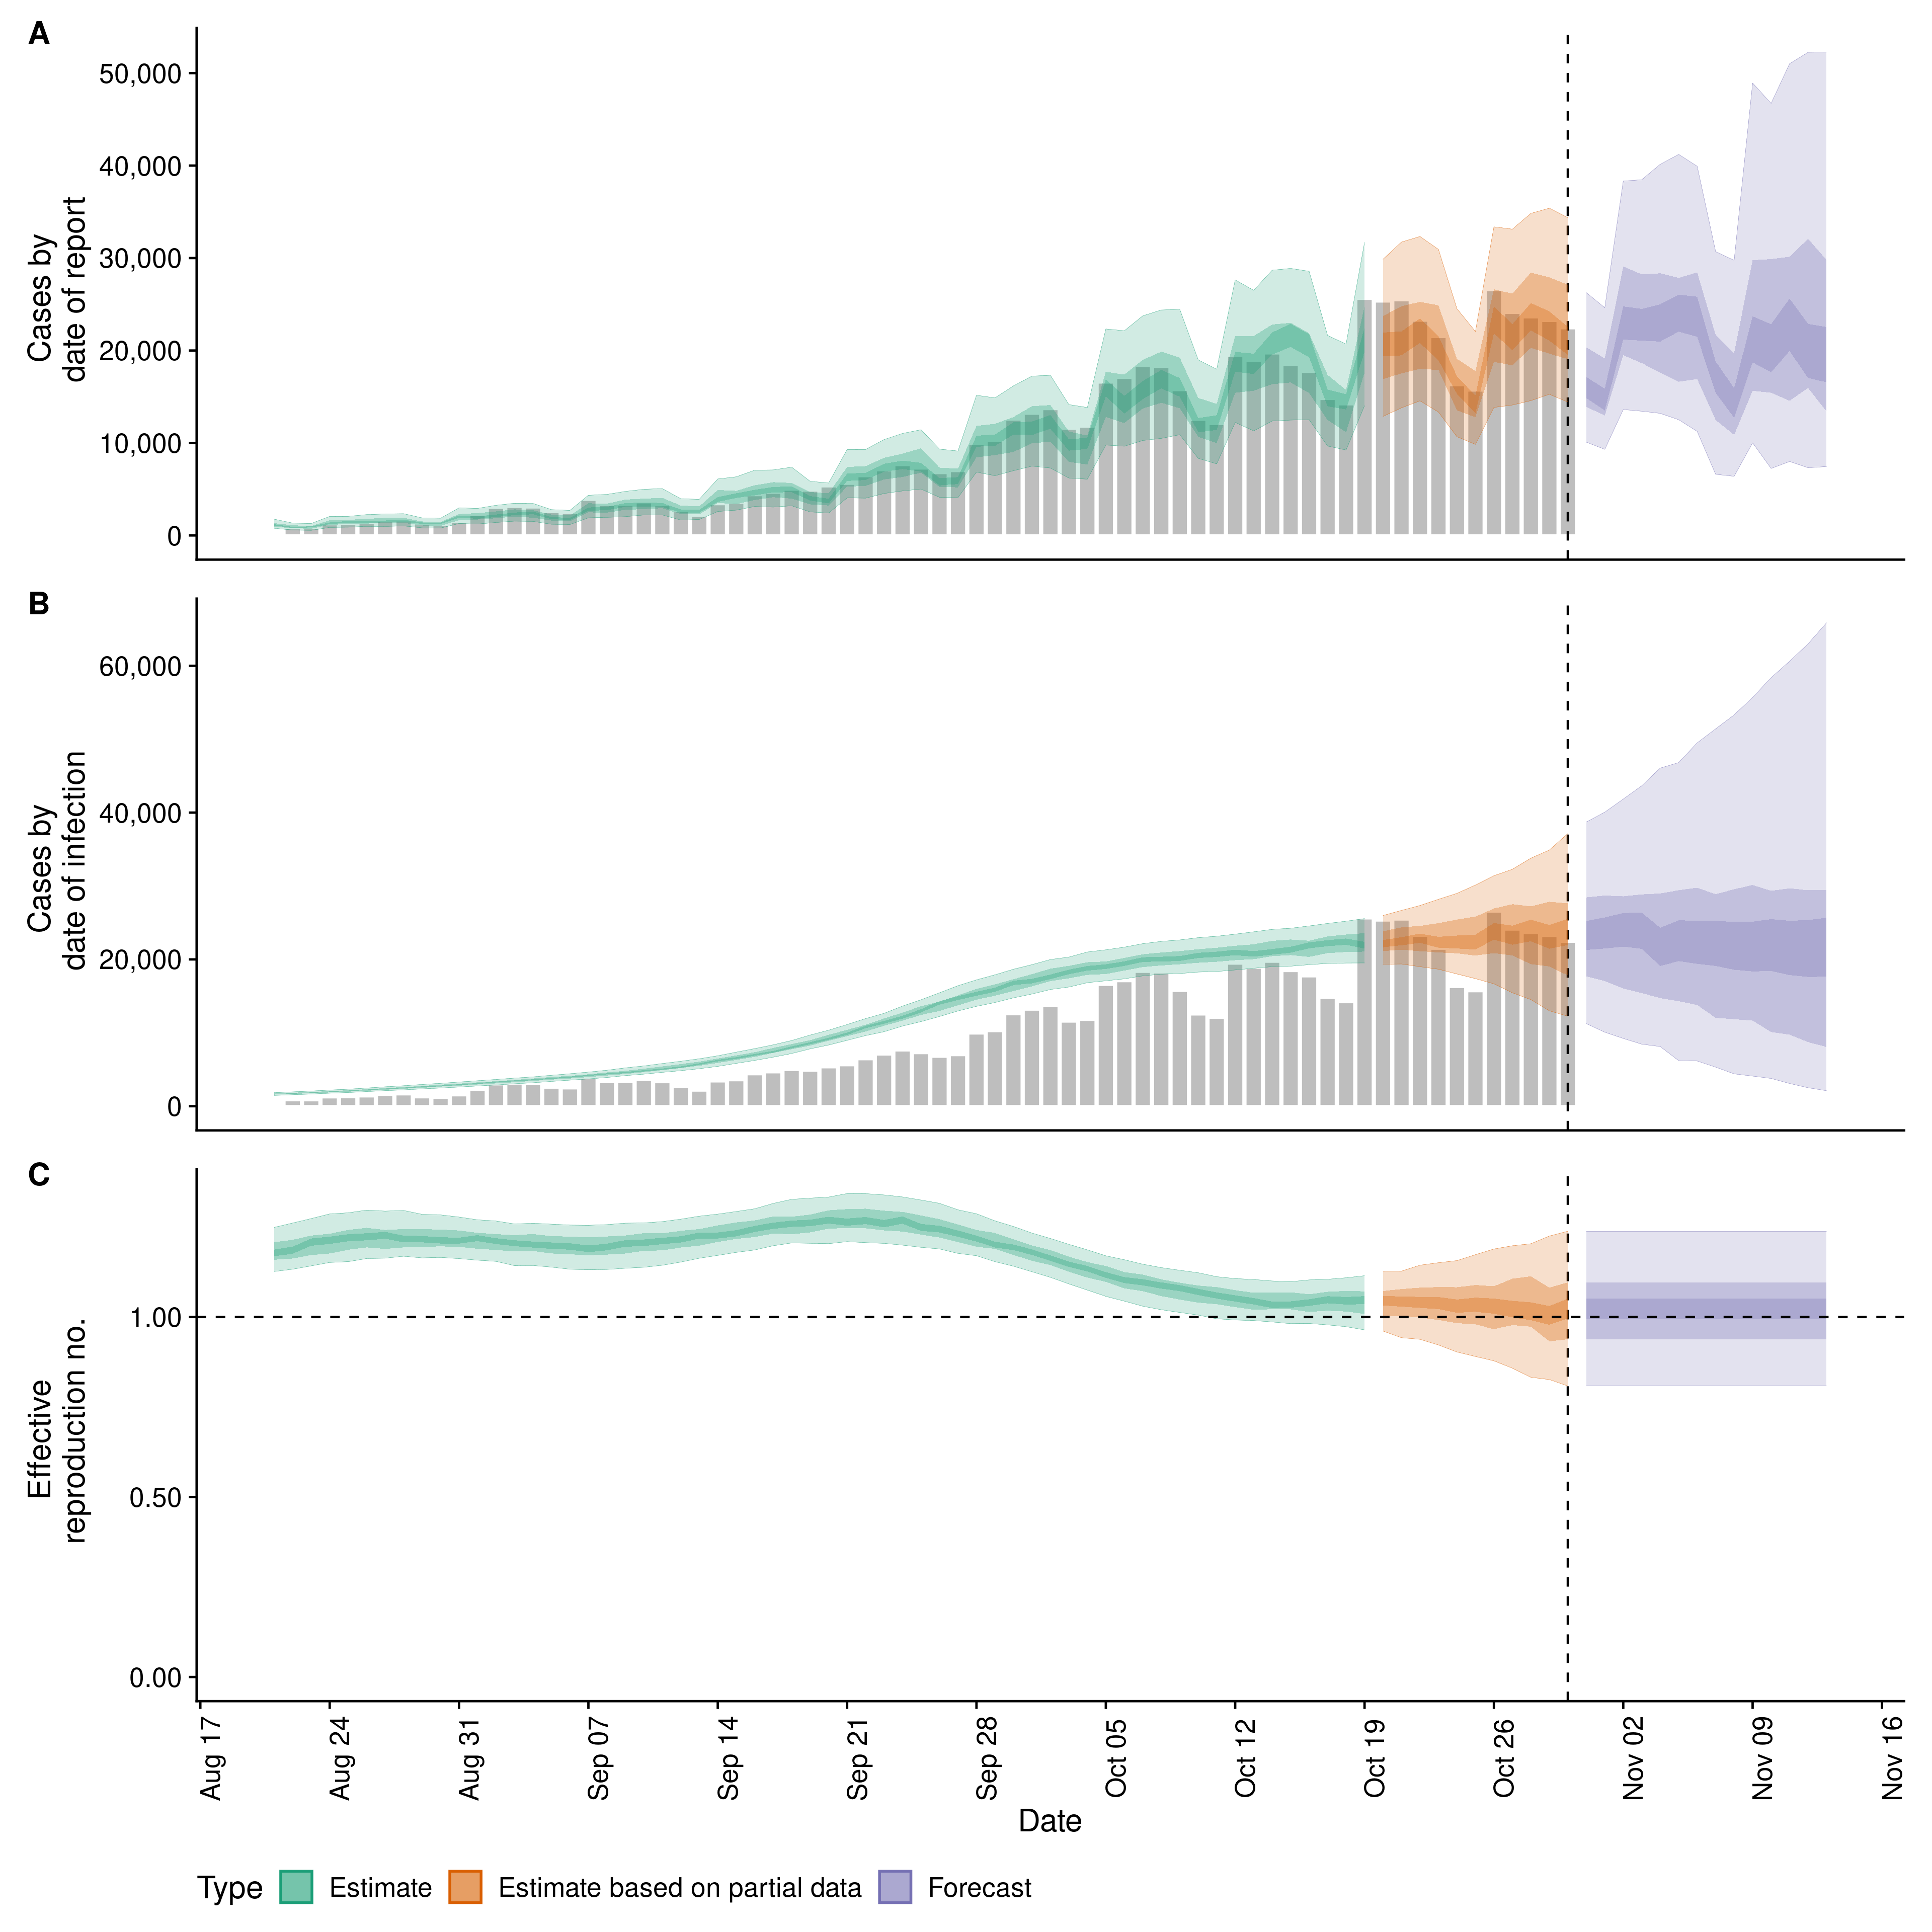 A
Cases by
date of report
50,000
40,000
30,000
20,000
10,000
0
B
Cases by
date of infection
60,000
40,000
20,000
0
C
Effective
reproduction no.
1.00
0.50
0.00
Aug 17
Aug 24
Aug 31
Sep 07
Sep 14
Sep 21
Sep 28
Oct 05
Oct 12
Oct 19
Oct 26
Nov 02
Nov 09
Nov 16
Date
Type Estimate Estimate based on partial data Forecast